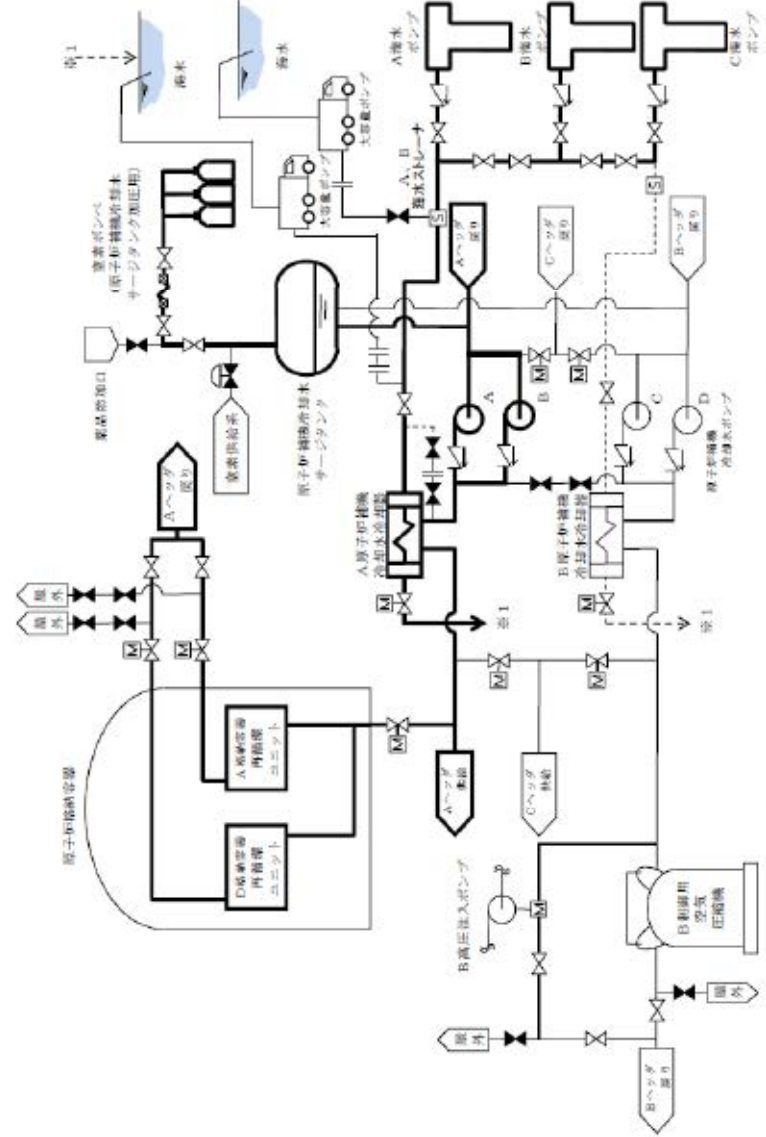 ※1
海水
海水
大容量ポンプ
大容量ポンプ
A海水
ポンプ
B海水
ポンプ
C海水
ポンプ
A、B
海水ストレーナ
S
S
窒素ボンベ
(原子炉補機冷却水
サージタンク加圧用)
薬品添加口
窒素供給系
原子炉補機冷却水
サージタンク
Aヘッダ
戻り
Cヘッダ
戻り
Bヘッダ
戻り
M
M
A
B
C
D
原子炉補機
冷却水ポンプ
Aヘッダ
戻り
屋外
屋外
M
M
A原子炉補機
冷却水冷却器
B原子炉補機
冷却水冷却器
M
※1
M
※1
原子炉格納容器
A格納容器
再循環
ユニット
D格納容器
再循環
ユニット
M
M
M
Aヘッダ
供給
Cヘッダ
供給
B高圧注入ポンプ
M
B制御用
空気
圧縮機
屋外
屋外
Bヘッダ
戻り